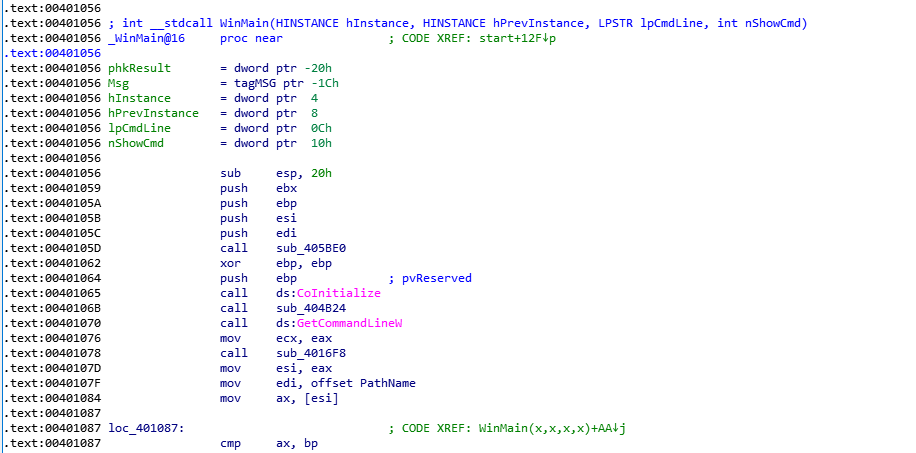 .text:00401056
.text:00401056 ; int __stdcall WinMain(HINSTANCE hInstance, HINSTANCE hPrevInstance, LPSTR lpCmdLine, int nShowCmd)
.text:00401056 _WinMain@16     proc near               ; CODE XREF: start+12F↓p
.text:00401056
.text:00401056 phkResult       = dword ptr -20h
.text:00401056 Msg             = tagMSG ptr -1Ch
.text:00401056 hInstance       = dword ptr  4
.text:00401056 hPrevInstance   = dword ptr  8
.text:00401056 lpCmdLine       = dword ptr  0Ch
.text:00401056 nShowCmd        = dword ptr  10h
.text:00401056
.text:00401056                 sub     esp, 20h
.text:00401059                 push    ebx
.text:0040105A                 push    ebp
.text:0040105B                 push    esi
.text:0040105C                 push    edi
.text:0040105D                 call    sub_405BE0
.text:00401062                 xor     ebp, ebp
.text:00401064                 push    ebp             ; pvReserved
.text:00401065                 call    ds:CoInitialize
.text:0040106B                 call    sub_404B24
.text:00401070                 call    ds:GetCommandLineW
.text:00401076                 mov     ecx, eax
.text:00401078                 call    sub_4016F8
.text:0040107D                 mov     esi, eax
.text:0040107F                 mov     edi, offset PathName
.text:00401084                 mov     ax, [esi]
.text:00401087
.text:00401087 loc_401087:                             ; CODE XREF: WinMain(x,x,x,x)+AA↓j
.text:00401087                 cmp     ax, bp